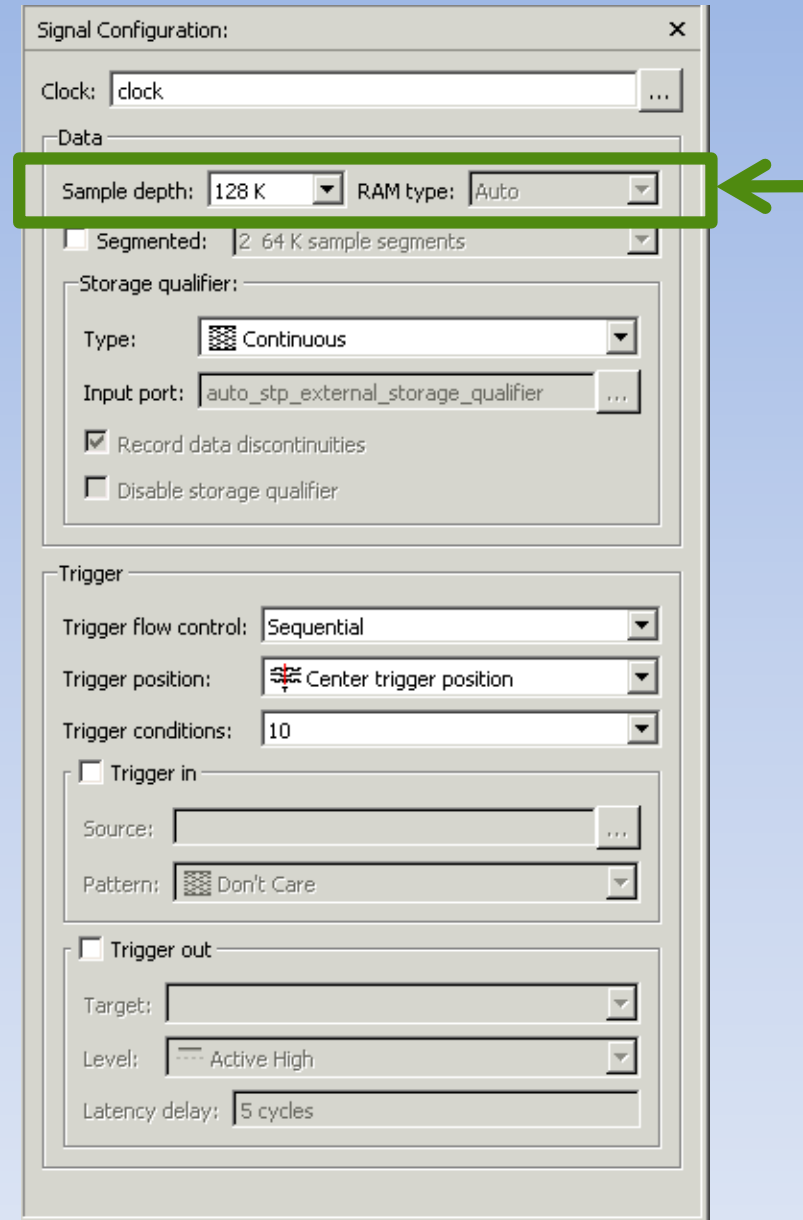 Signal Configuration:
Clock: clock ...
Data
Sample depth: 128 K RAM type: Auto
Segmented: 2 64 K sample segments
Storage qualifier:
Type: Continuous
Input port: auto_stp_external_storage_qualifier ...
Record data discontinuities
Disable storage qualifier
Trigger
Trigger flow control: Sequential
Trigger position: Center trigger position
Trigger conditions: 10
Trigger in
Source: ...
Pattern: Don't Care
Trigger out
Target:
Level: Active High
Latency delay: 5 cycles